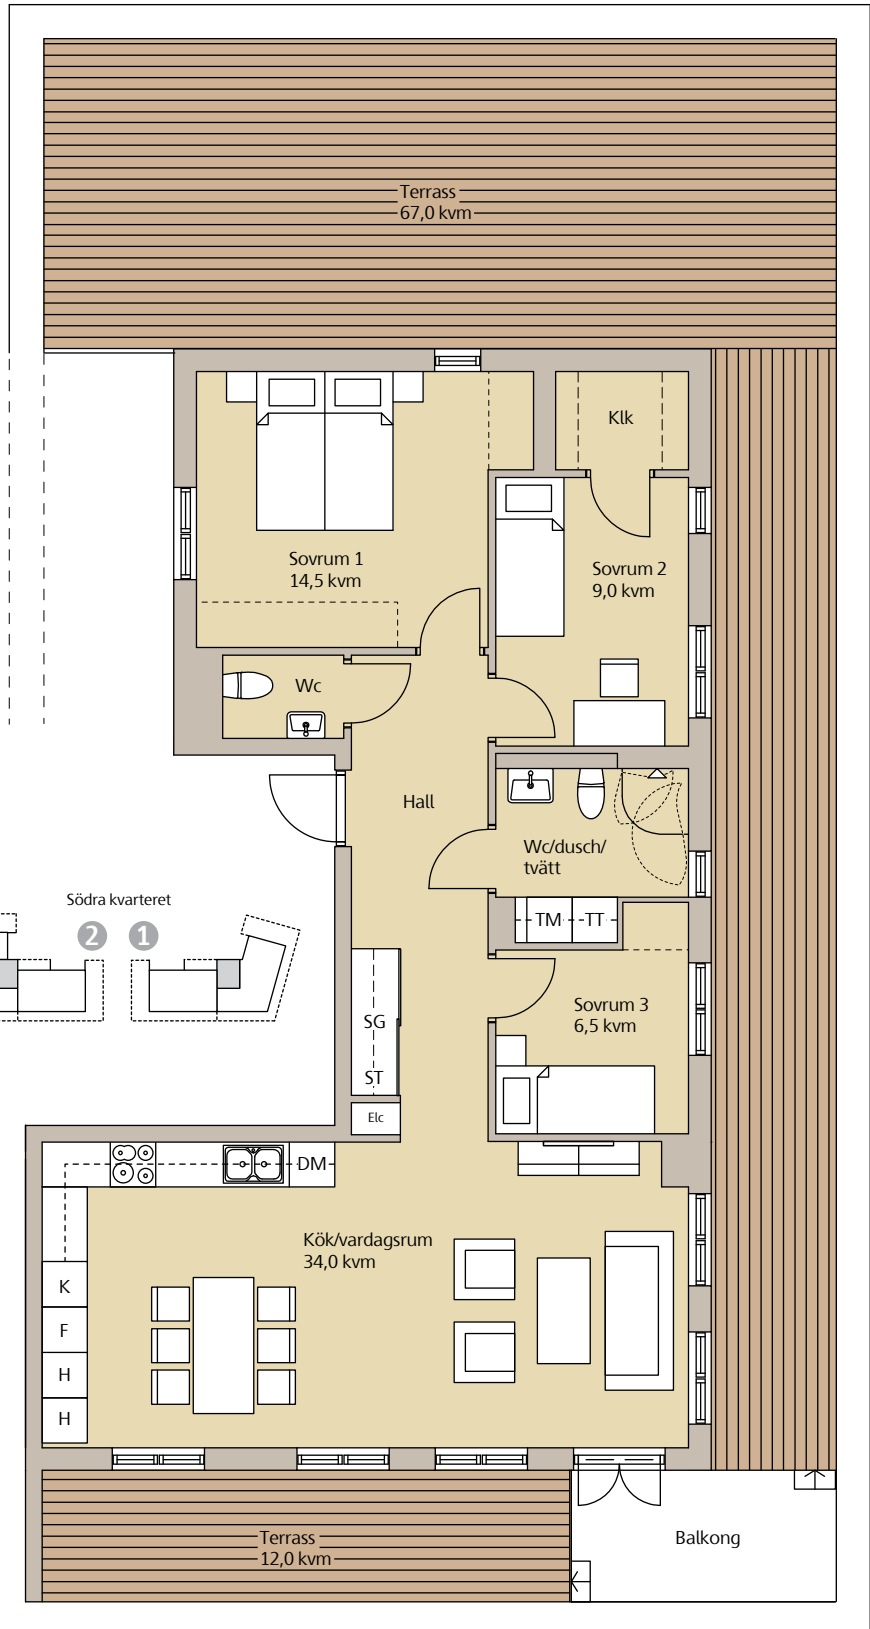 Terrass
67,0 kvm
Klk
Sovrum 1
14,5 kvm
Sovrum 2
9,0 kvm
Wc
Hall
Wc/dusch/
tvätt
Södra kvarteret
2 1
TM TT
Sovrum 3
6,5 kvm
SG
ST
Elc
DM
Kök/vardagsrum
34,0 kvm
K
F
H
H
Terrass
12,0 kvm
Balkong